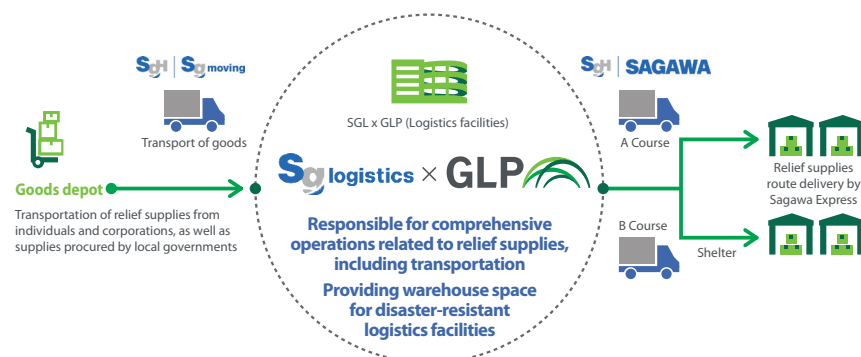 SgH Sg moving
Transport of goods
Goods depot
Transportation of relief supplies from
individuals and corporations, as well as
supplies procured by local governments
SGL x GLP (Logistics facilities)
Sg logistics × GLP
Responsible for comprehensive
operations related to relief supplies,
including transportation
Providing warehouse space
for disaster-resistant
logistics facilities
SgH SAGAWA
A Course
B Course
Shelter
Relief supplies
route delivery by
Sagawa Express